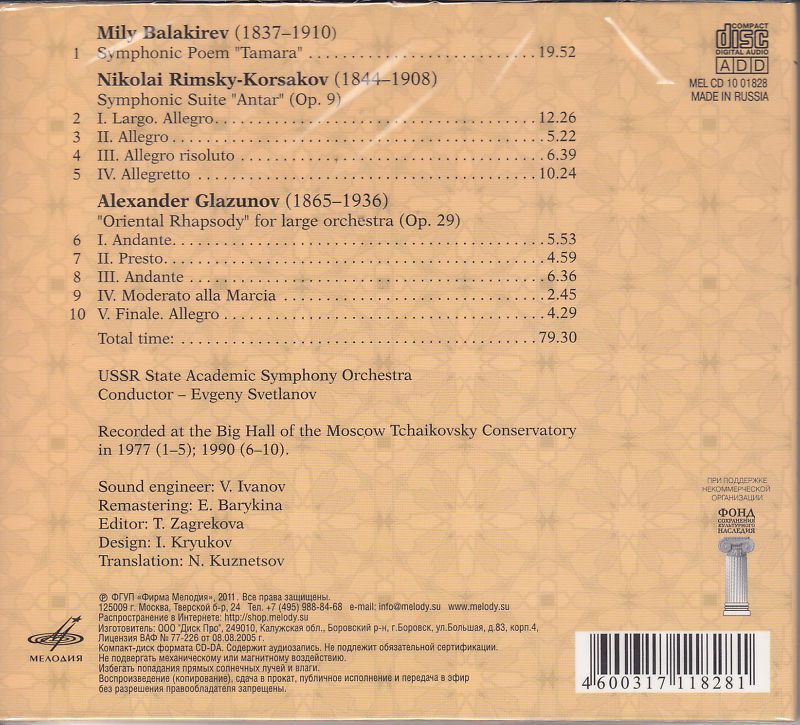 Mily Balakirev (1837–1910)
1 Symphonic Poem "Tamara" 19.52
Nikolai Rimsky-Korsakov (1844–1908)
Symphonic Suite "Antar" (Op. 9)
2 I. Largo. Allegro 12.26
3 II. Allegro 5.22
4 III. Allegro risoluto 6.39
5 IV. Allegretto 10.24
Alexander Glazunov (1865–1936)
"Oriental Rhapsody" for large orchestra (Op. 29)
6 I. Andante 5.53
7 II. Presto 4.59
8 III. Andante 6.36
9 IV. Moderato alla Marcia 2.45
10 V. Finale. Allegro 4.29
Total time: 79.30
USSR State Academic Symphony Orchestra
Conductor – Evgeny Svetlanov
Recorded at the Big Hall of the Moscow Tchaikovsky Conservatory
in 1977 (1–5); 1990 (6–10).
Sound engineer: V. Ivanov
Remastering: E. Barykina
Editor: T. Zagrekova
Design: I. Kryukov
Translation: N. Kuznetsov
COMPACT
disc
DIGITAL AUDIO
ADD
MEL CD 10 01828
MADE IN RUSSIA
ПРИ ПОДДЕРЖКЕ
НЕКОММЕРЧЕСКОЙ
ОРГАНИЗАЦИИ
ФОНД
СОХРАНЕНИЯ
КУЛЬТУРНОГО
НАСЛЕДИЯ
МЕЛОДИЯ
℗ ФГУП «Фирма Мелодия», 2011. Все права защищены.
125009 г. Москва, Тверской б-р, 24 Тел. +7 (495) 988-84-68 e-mail: info@melody.su www.melody.su
Распространение в Интернете: http://shop.melody.su
Изготовитель: ООО "Диск Про", 249010, Калужская обл., Боровский р-н, г.Боровск, ул.Большая, д.83, корп.4,
Лицензия ВАФ № 77-226 от 08.08.2005 г.
Компакт-диск формата CD-DA. Содержит аудиозапись. Не подлежит обязательной сертификации.
Не подвергать механическому или магнитному воздействию.
Избегать попадания прямых солнечных лучей и влаги.
Воспроизведение (копирование), сдача в прокат, публичное исполнение и передача в эфир
без разрешения правообладателя запрещены.
4 600317 118281